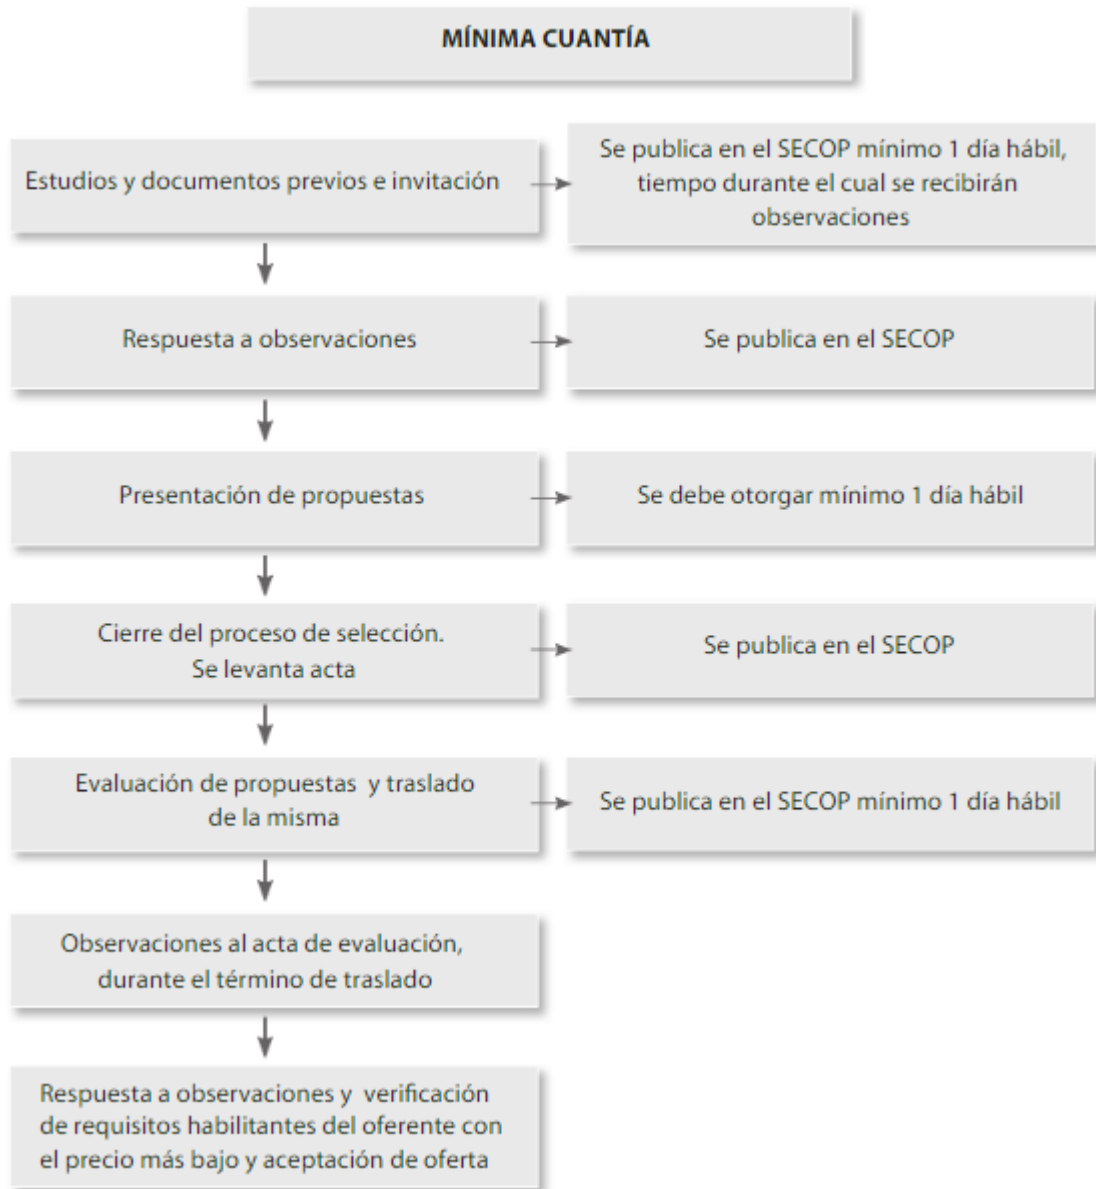 MÍNIMA CUANTÍA
Estudios y documentos previos e invitación
Se publica en el SECOP mínimo 1 día hábil,
tiempo durante el cual se recibirán
observaciones
Respuesta a observaciones
Se publica en el SECOP
Presentación de propuestas
Se debe otorgar mínimo 1 día hábil
Cierre del proceso de selección.
Se levanta acta
Se publica en el SECOP
Evaluación de propuestas y traslado
de la misma
Se publica en el SECOP mínimo 1 día hábil
Observaciones al acta de evaluación,
durante el término de traslado
Respuesta a observaciones y verificación
de requisitos habilitantes del oferente con
el precio más bajo y aceptación de oferta